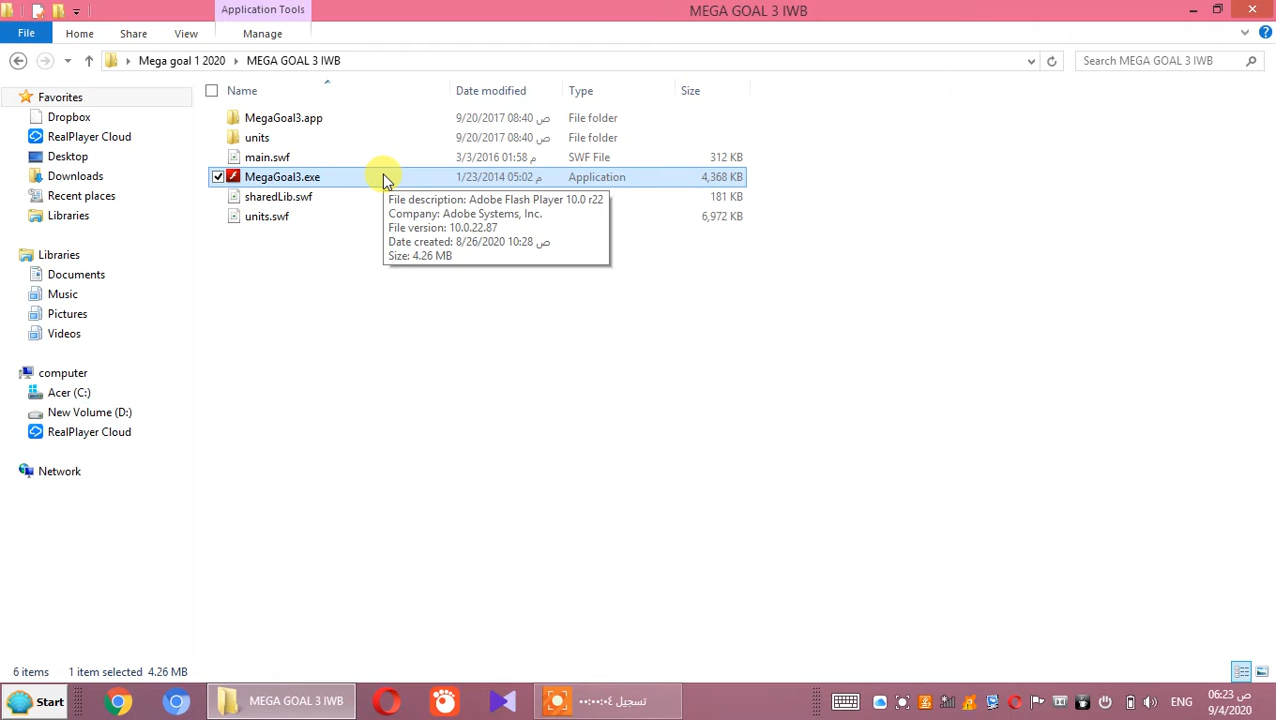 Application Tools
MEGA GOAL 3 IWB
File
Home
Share
View
Manage
Mega goal 1 2020
MEGA GOAL 3 IWB
Search MEGA GOAL 3 IWB
Name
Date modified
Type
Size
MegaGoal3.app
9/20/2017 08:40 ص
File folder
units
9/20/2017 08:40 ص
File folder
main.swf
3/3/2016 01:58 م
SWF File
312 KB
MegaGoal3.exe
1/23/2014 05:02 م
Application
4,368 KB
sharedLib.swf
181 KB
units.swf
6,972 KB
File description: Adobe Flash Player 10.0 r22
Company: Adobe Systems, Inc.
File version: 10.0.22.87
Date created: 8/26/2020 10:28 ص
Size: 4.26 MB
Favorites
Dropbox
RealPlayer Cloud
Desktop
Downloads
Recent places
Libraries
Libraries
Documents
Music
Pictures
Videos
computer
Acer (C:)
New Volume (D:)
RealPlayer Cloud
Network
6 items
1 item selected 4.26 MB
Start
MEGA GOAL 3 IWB
تسجيل ٠٠:٠٠:٠٤
ENG
06:23 ص
9/4/2020